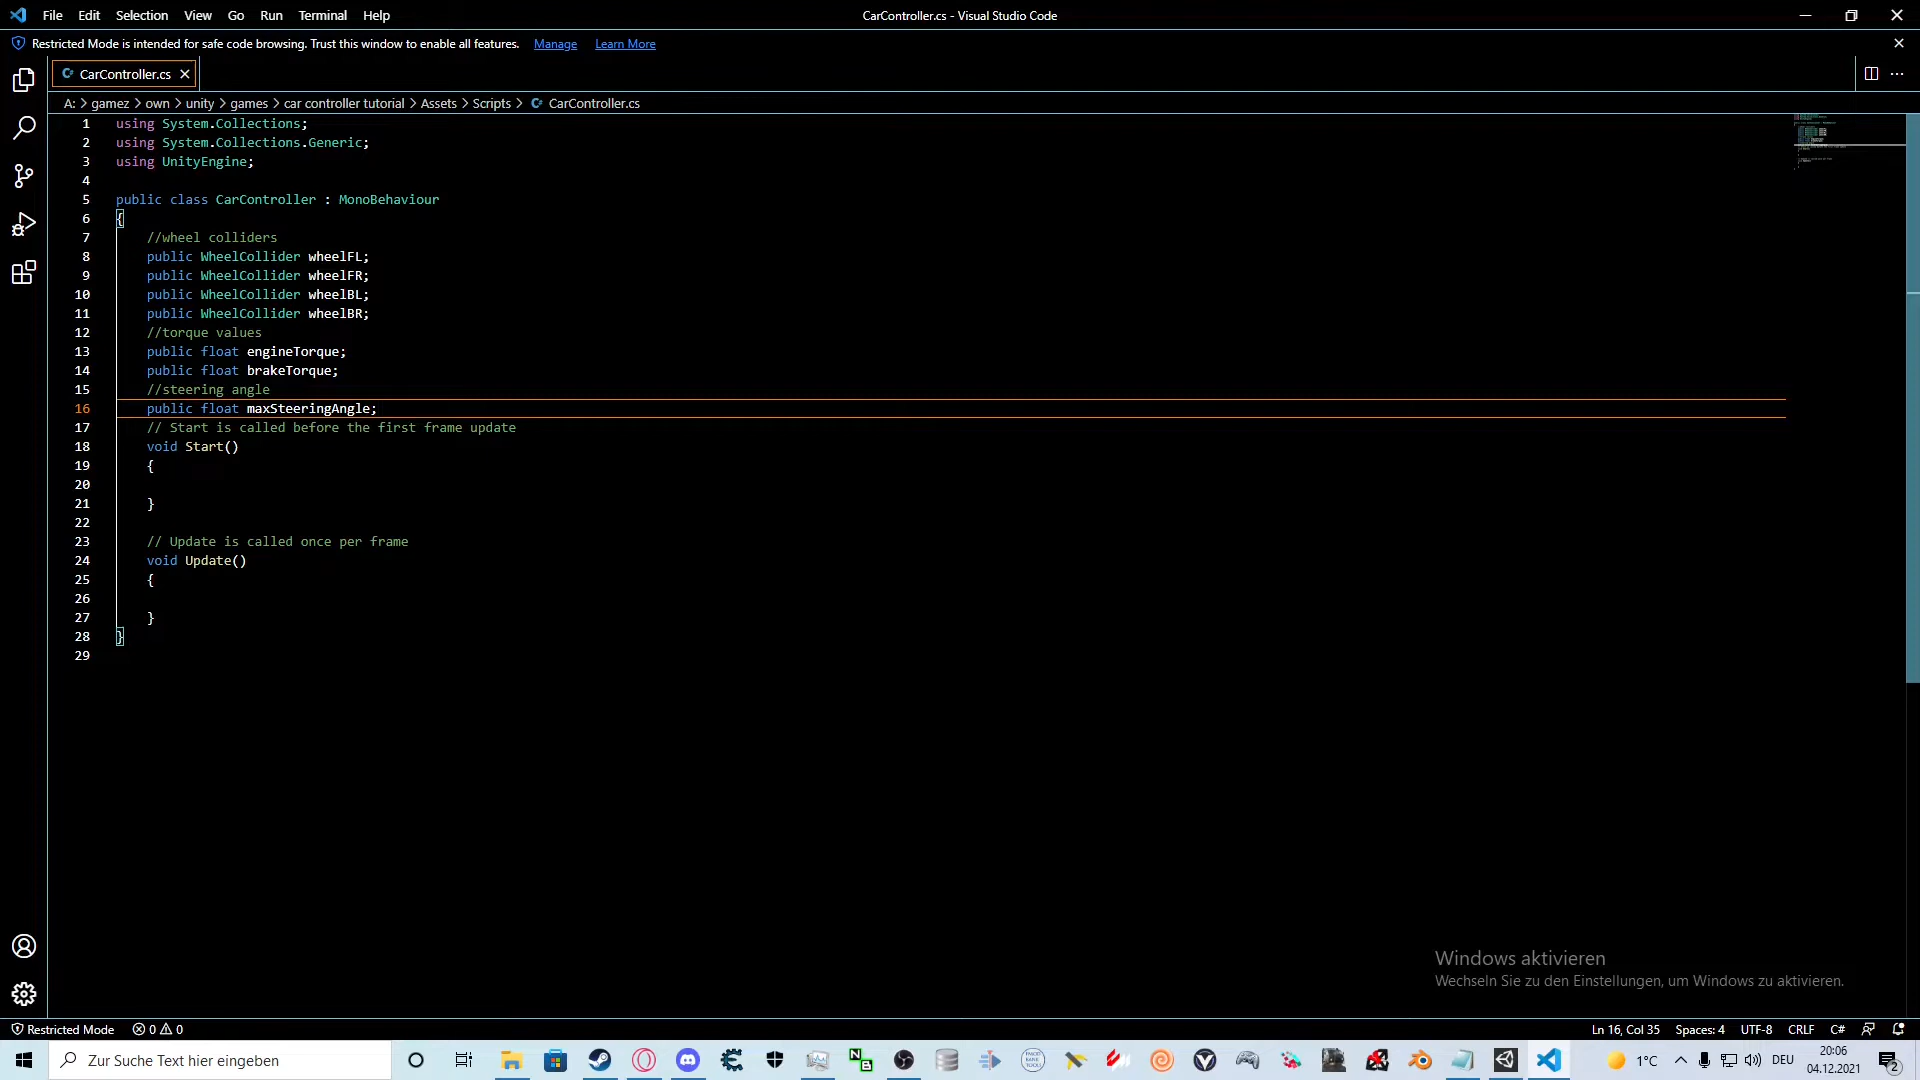 File Edit Selection View Go Run Terminal Help
CarController.cs - Visual Studio Code
Restricted Mode is intended for safe code browsing. Trust this window to enable all features. Manage Learn More
CarController.cs
A: > gamez > own > unity > games > car controller tutorial > Assets > Scripts > CarController.cs
1 using System.Collections;
2 using System.Collections.Generic;
3 using UnityEngine;
4
5 public class CarController : MonoBehaviour
6 {
7 //wheel colliders
8 public WheelCollider wheelFL;
9 public WheelCollider wheelFR;
10 public WheelCollider wheelBL;
11 public WheelCollider wheelBR;
12 //torque values
13 public float engineTorque;
14 public float brakeTorque;
15 //steering angle
16 public float maxSteeringAngle;
17 // Start is called before the first frame update
18 void Start()
19 {
20
21 }
22
23 // Update is called once per frame
24 void Update()
25 {
26
27 }
28 }
29
Windows aktivieren
Wechseln Sie zu den Einstellungen, um Windows zu aktivieren.
Restricted Mode 0 0
Ln 16, Col 35 Spaces: 4 UTF-8 CRLF C#
Zur Suche Text hier eingeben
1°C DEU 20:06
04.12.2021
2